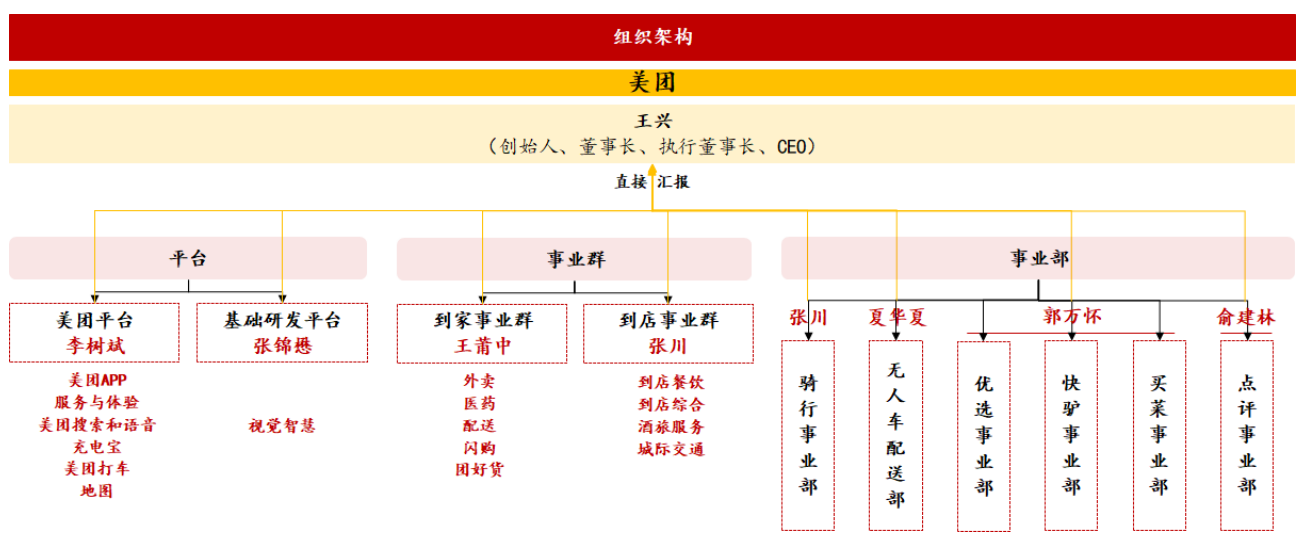 组织架构
美团
王兴
（创始人、董事长、执行董事长、CEO）
直接 汇报
平台
事业群
事业部
美团平台
李树斌
基础研发平台
张锦懋
到家事业群
王莆中
到店事业群
张川
张川
夏华夏
郭万怀
俞建林
美团APP
服务与体验
美团搜索和语音
充电宝
美团打车
地图
视觉智慧
外卖
医药
配送
闪购
团好货
到店餐饮
到店综合
酒旅服务
城际交通
骑行事业部
无人车配送部
优选事业部
快驴事业部
买菜事业部
点评事业部